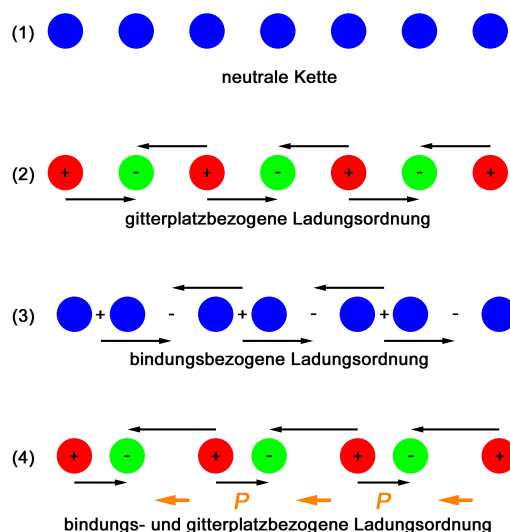 (1)
neutrale Kette
(2) + - + - + - +
gitterplatzbezogene Ladungsordnung
(3) + - + - + -
bindungsbezogene Ladungsordnung
(4) + - + - + - +
P P
bindungs- und gitterplatzbezogene Ladungsordnung